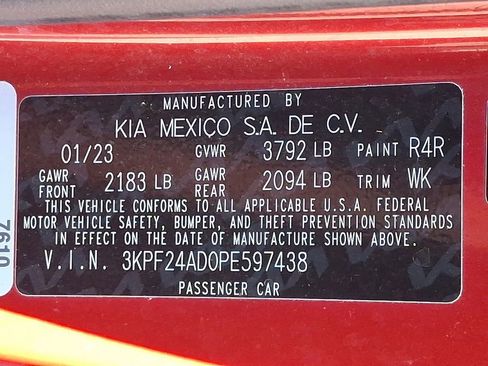 MANUFACTURED BY
KIA MEXICO S.A. DE C.V.
01/23 GVWR 3792 LB PAINT R4R
GAWR FRONT 2183 LB GAWR REAR 2094 LB TRIM WK
THIS VEHICLE CONFORMS TO ALL APPLICABLE U.S.A. FEDERAL
MOTOR VEHICLE SAFETY, BUMPER, AND THEFT PREVENTION STANDARDS
IN EFFECT ON THE DATE OF MANUFACTURE SHOWN ABOVE.
V.I.N. 3KPF24AD0PE597438
PASSENGER CAR